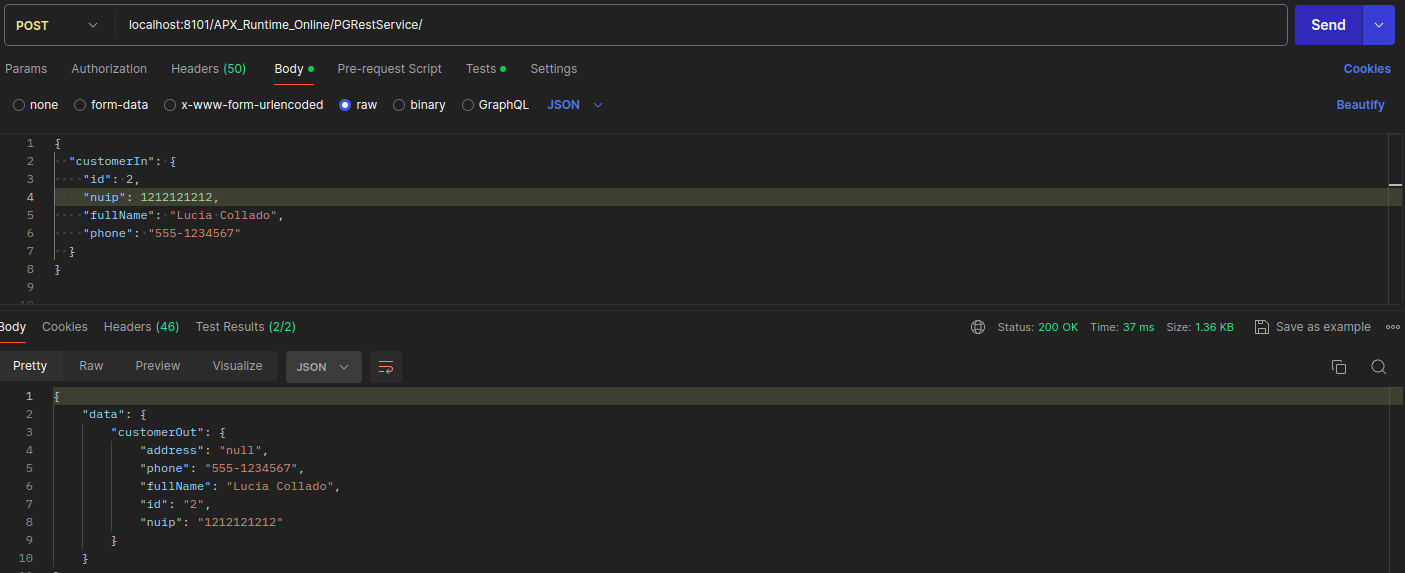 POST localhost:8101/APX_Runtime_Online/PGRestService/ Send
Params Authorization Headers (50) Body Pre-request Script Tests Settings Cookies
none form-data x-www-form-urlencoded raw binary GraphQL JSON Beautify
1 {
2 "customerIn": {
3 "id": 2,
4 "nuip": 1212121212,
5 "fullName": "Lucia Collado",
6 "phone": "555-1234567"
7 }
8 }
9
10
Body Cookies Headers (46) Test Results (2/2) Status: 200 OK Time: 37 ms Size: 1.36 KB Save as example
Pretty Raw Preview Visualize JSON
1 {
2 "data": {
3 "customerOut": {
4 "address": "null",
5 "phone": "555-1234567",
6 "fullName": "Lucia Collado",
7 "id": "2",
8 "nuip": "1212121212"
9 }
10 }